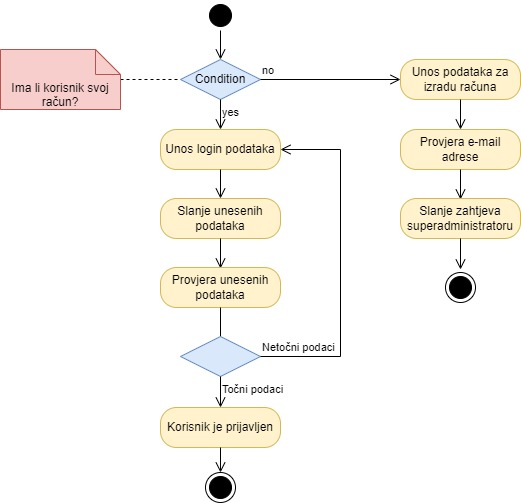 Ima li korisnik svoj
račun?
Condition
no
yes
Unos podataka za
izradu računa
Provjera e-mail
adrese
Slanje zahtjeva
superadministratoru
Unos login podataka
Slanje unesenih
podataka
Provjera unesenih
podataka
Netočni podaci
Točni podaci
Korisnik je prijavljen